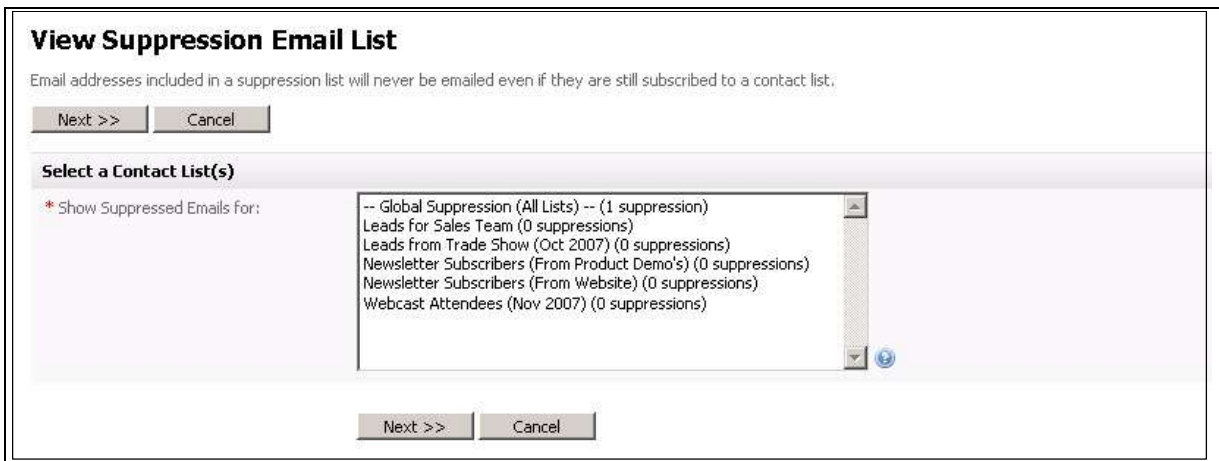 View Suppression Email List
Email addresses included in a suppression list will never be emailed even if they are still subscribed to a contact list.
Next >> Cancel
Select a Contact List(s)
* Show Suppressed Emails for:
-- Global Suppression (All Lists) -- (1 suppression)
Leads for Sales Team (0 suppressions)
Leads from Trade Show (Oct 2007) (0 suppressions)
Newsletter Subscribers (From Product Demo's) (0 suppressions)
Newsletter Subscribers (From Website) (0 suppressions)
Webcast Attendees (Nov 2007) (0 suppressions)
?
Next >> Cancel